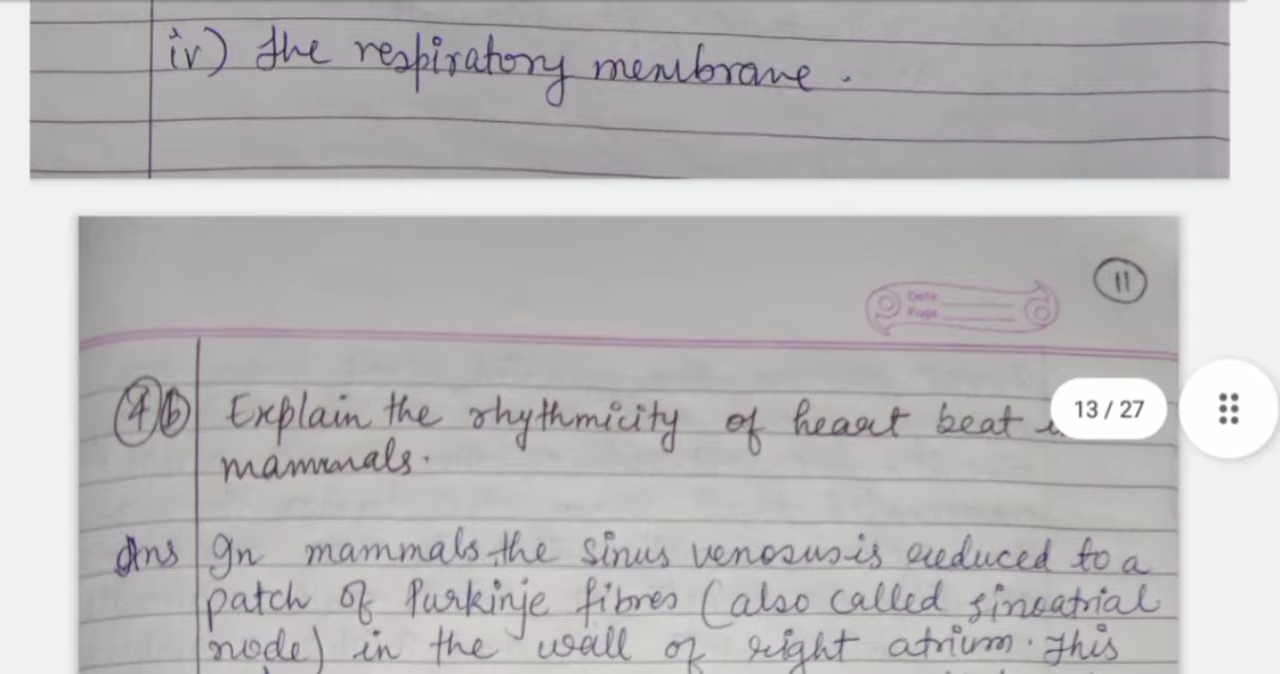 iv) the respiratory membrane.
11
Date
Page
4 b Explain the rhythmicity of heart beat
13 / 27
mammals.
Ans In mammals the sinus venosus is reduced to a
patch of Purkinje fibres (also called sinoatrial
node) in the wall of right atrium. This